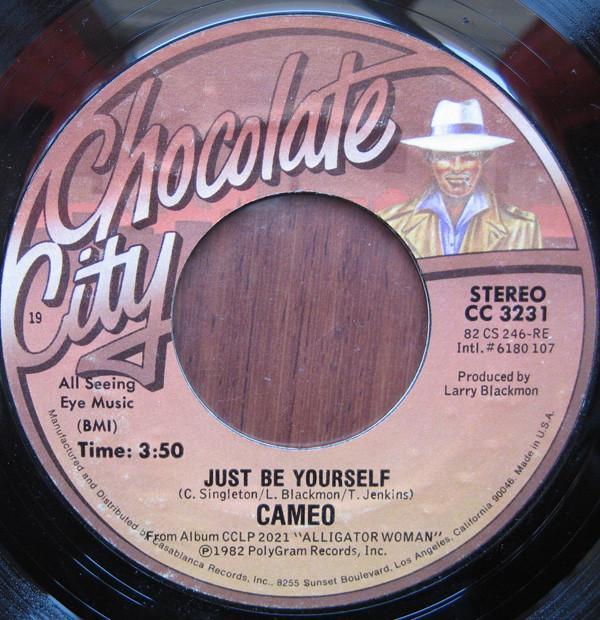 Chocolate
City
19
STEREO
CC 3231
82 CS 246-RE
Intl. #6180 107
Produced by
Larry Blackmon
All Seeing
Eye Music
(BMI)
Time: 3:50
JUST BE YOURSELF
(C. Singleton/L. Blackmon/T. Jenkins)
CAMEO
From Album CCLP 2021 "ALLIGATOR WOMAN"
℗1982 PolyGram Records, Inc.
Manufactured and Distributed by Casablanca Records, Inc., 8255 Sunset Boulevard, Los Angeles, California 90046. Made in U.S.A.